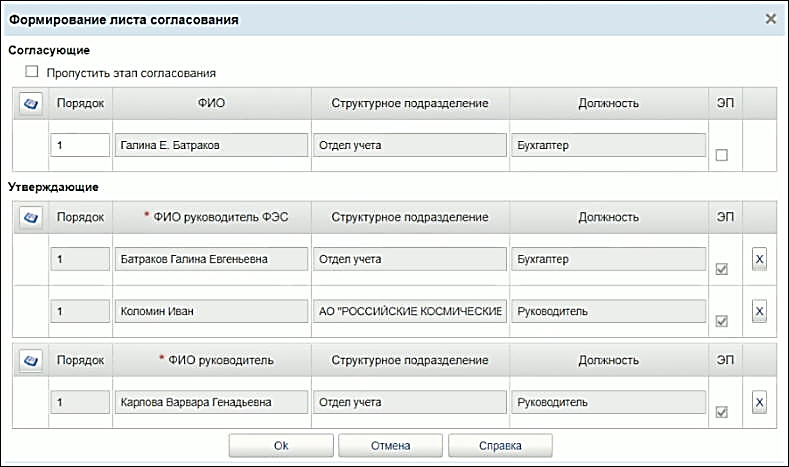 Формирование листа согласования
Согласующие
Пропустить этап согласования
Порядок ФИО Структурное подразделение Должность ЭП
1 Галина Е. Батраков Отдел учета Бухгалтер
Утверждающие
Порядок * ФИО руководитель ФЭС Структурное подразделение Должность ЭП
1 Батраков Галина Евгеньевна Отдел учета Бухгалтер X
1 Коломин Иван АО "РОССИЙСКИЕ КОСМИЧЕСКИЕ Руководитель X
Порядок * ФИО руководитель Структурное подразделение Должность ЭП
1 Карпова Варвара Генадьевна Отдел учета Руководитель X
Ok Отмена Справка